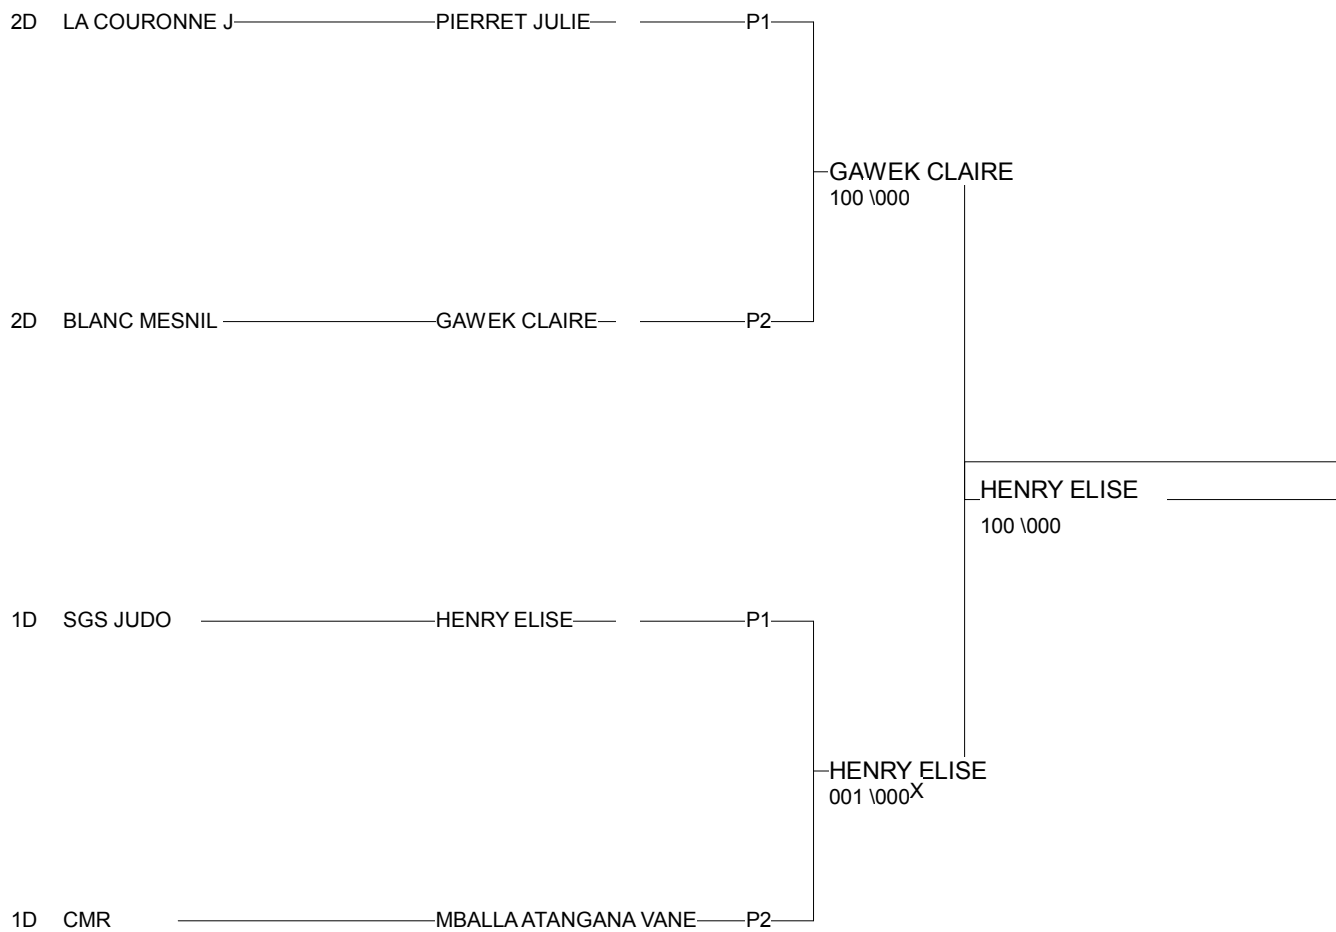 2D LA COURONNE J PIERRET JULIE P1
GAWEK CLAIRE
100 \000
2D BLANC MESNIL GAWEK CLAIRE P2
HENRY ELISE
100 \000
1D SGS JUDO HENRY ELISE P1
HENRY ELISE
001 \000X
1D CMR MBALLA ATANGANA VANE P2